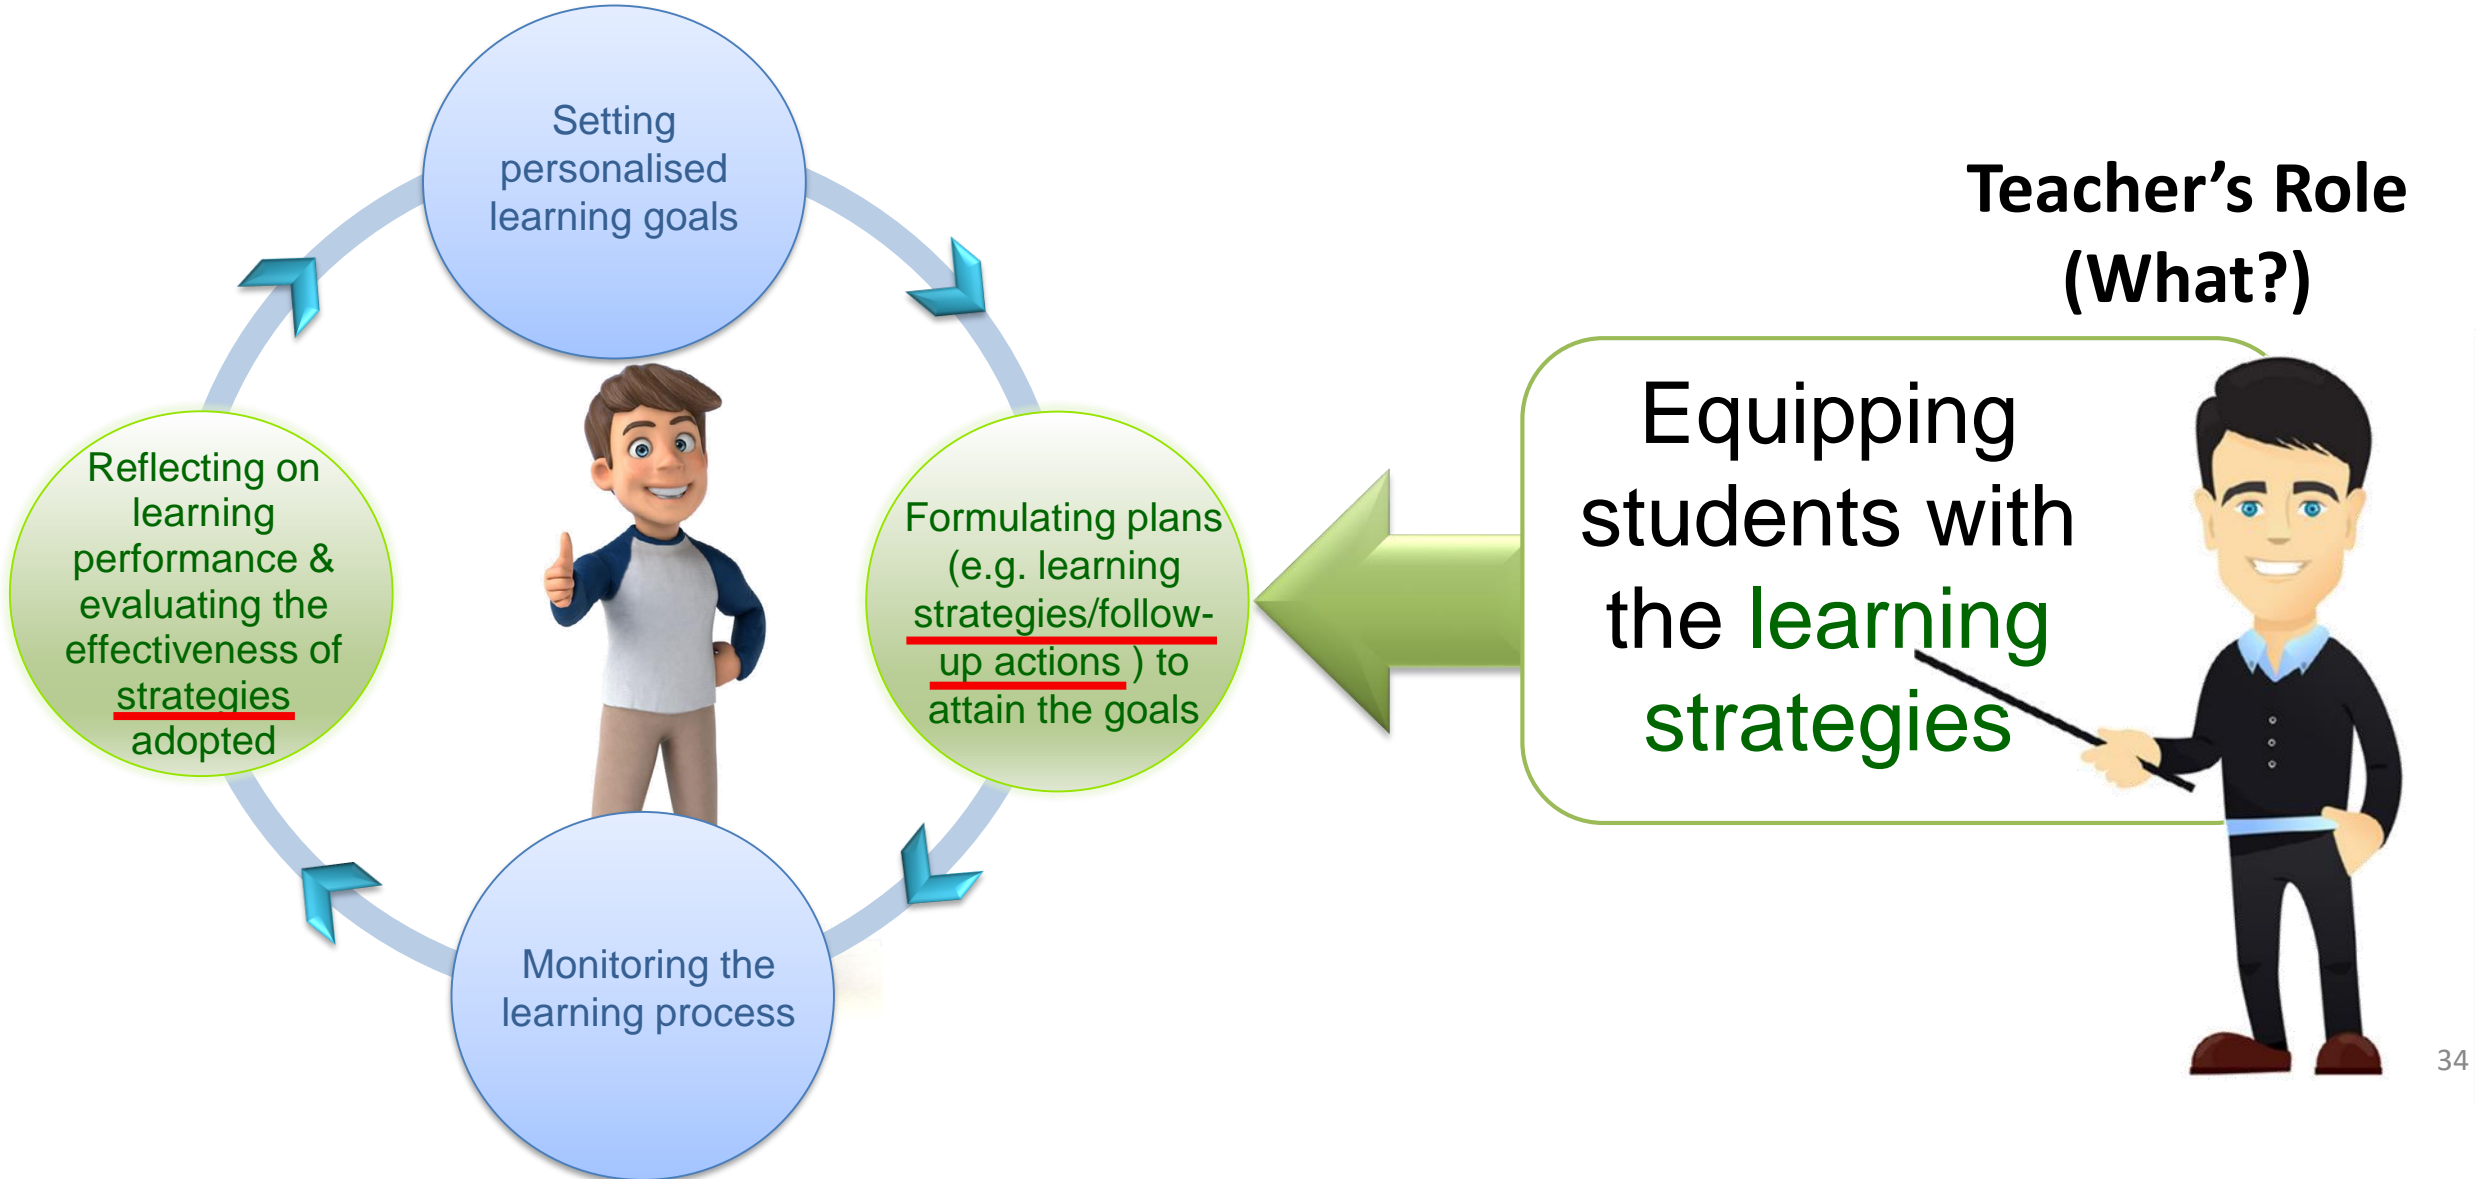 Setting
personalised
learning goals
Teacher’s Role
(What?)
Reflecting on
learning
performance &
evaluating the
effectiveness of
strategies
adopted
Formulating plans
(e.g. learning
strategies/follow-
up actions ) to
attain the goals
Equipping
students with
the learning
strategies
Monitoring the
learning process
34